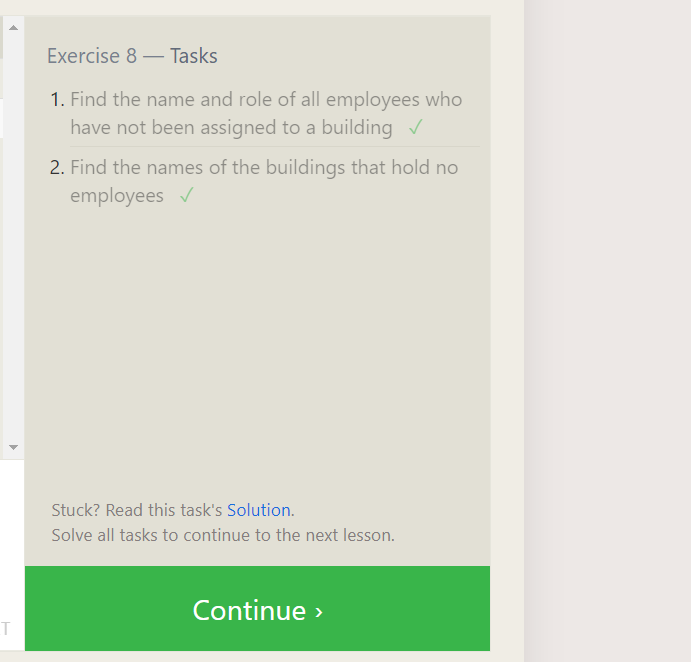 Exercise 8 — Tasks
1. Find the name and role of all employees who
have not been assigned to a building ✓
2. Find the names of the buildings that hold no
employees ✓
Stuck? Read this task's Solution.
Solve all tasks to continue to the next lesson.
T
Continue ›